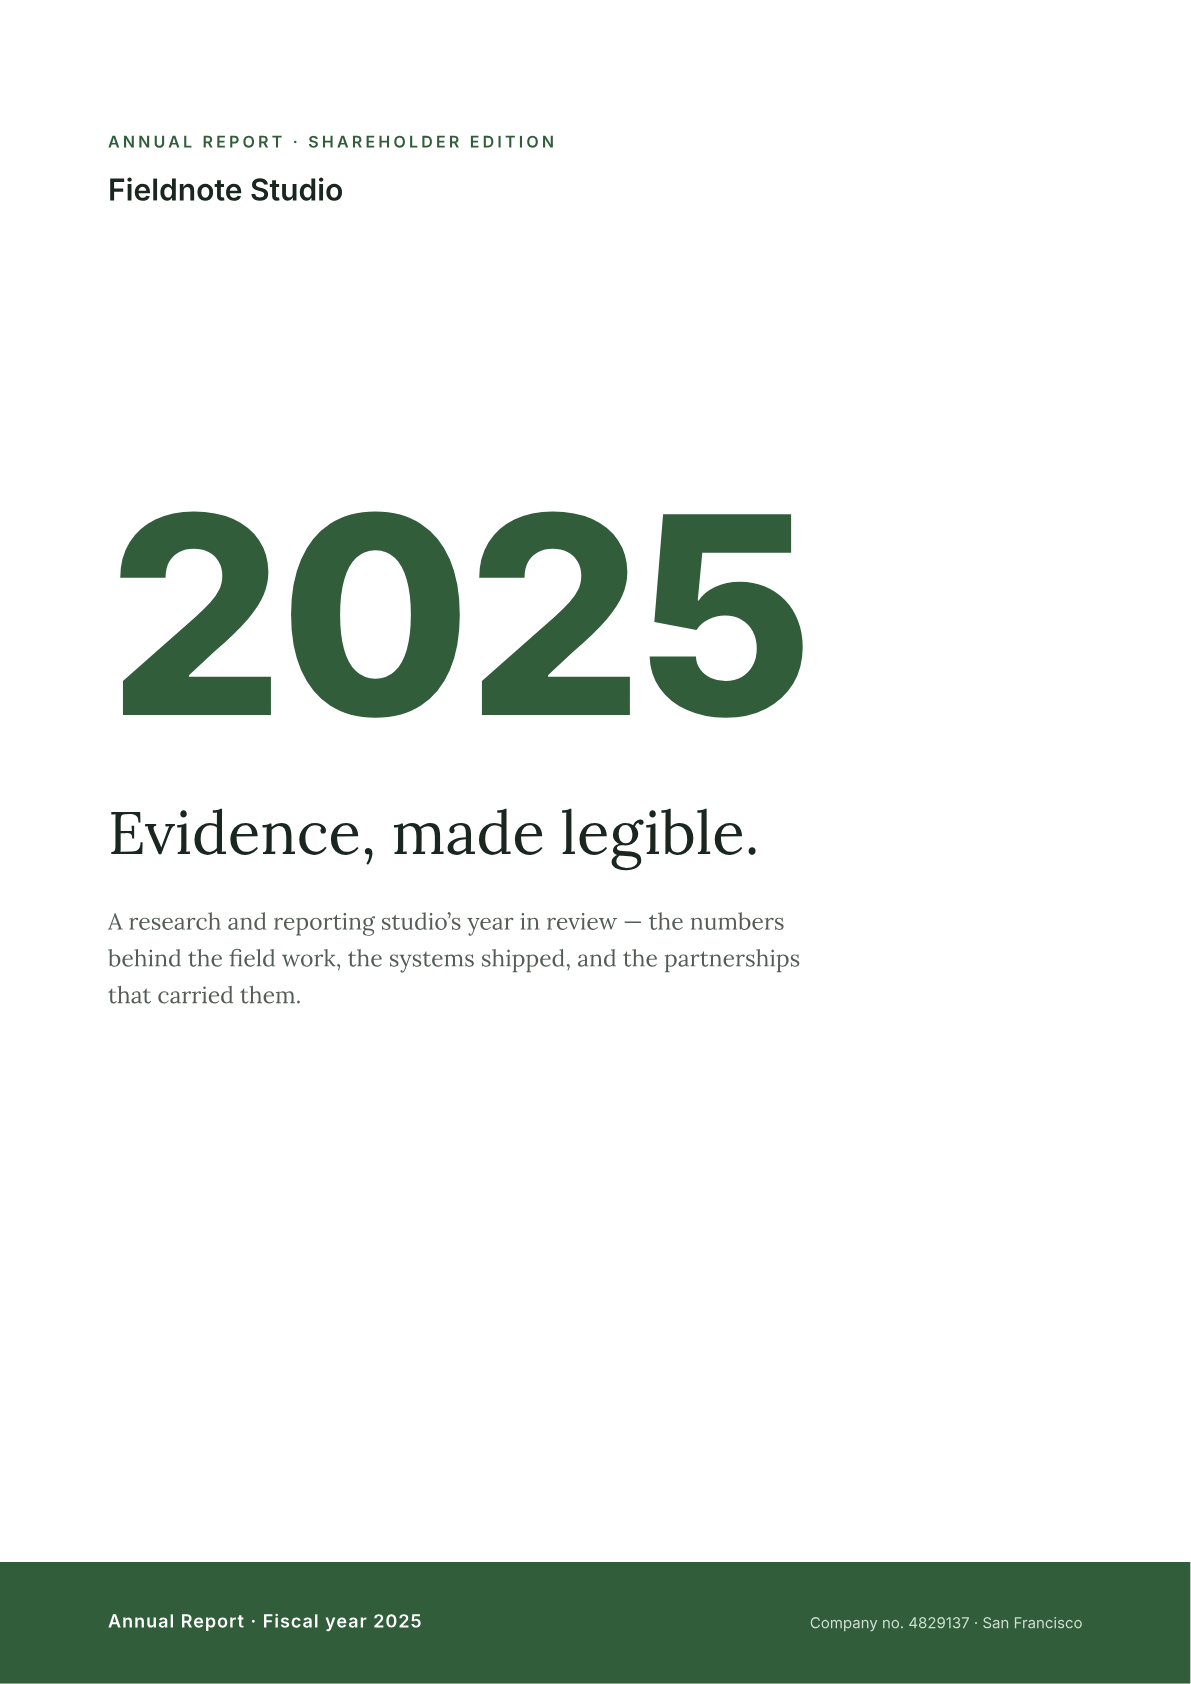 ANNUAL REPORT · SHAREHOLDER EDITION
Fieldnote Studio
2025
Evidence, made legible.
A research and reporting studio’s year in review — the numbers
behind the field work, the systems shipped, and the partnerships
that carried them.
Annual Report · Fiscal year 2025
Company no. 4829137 · San Francisco